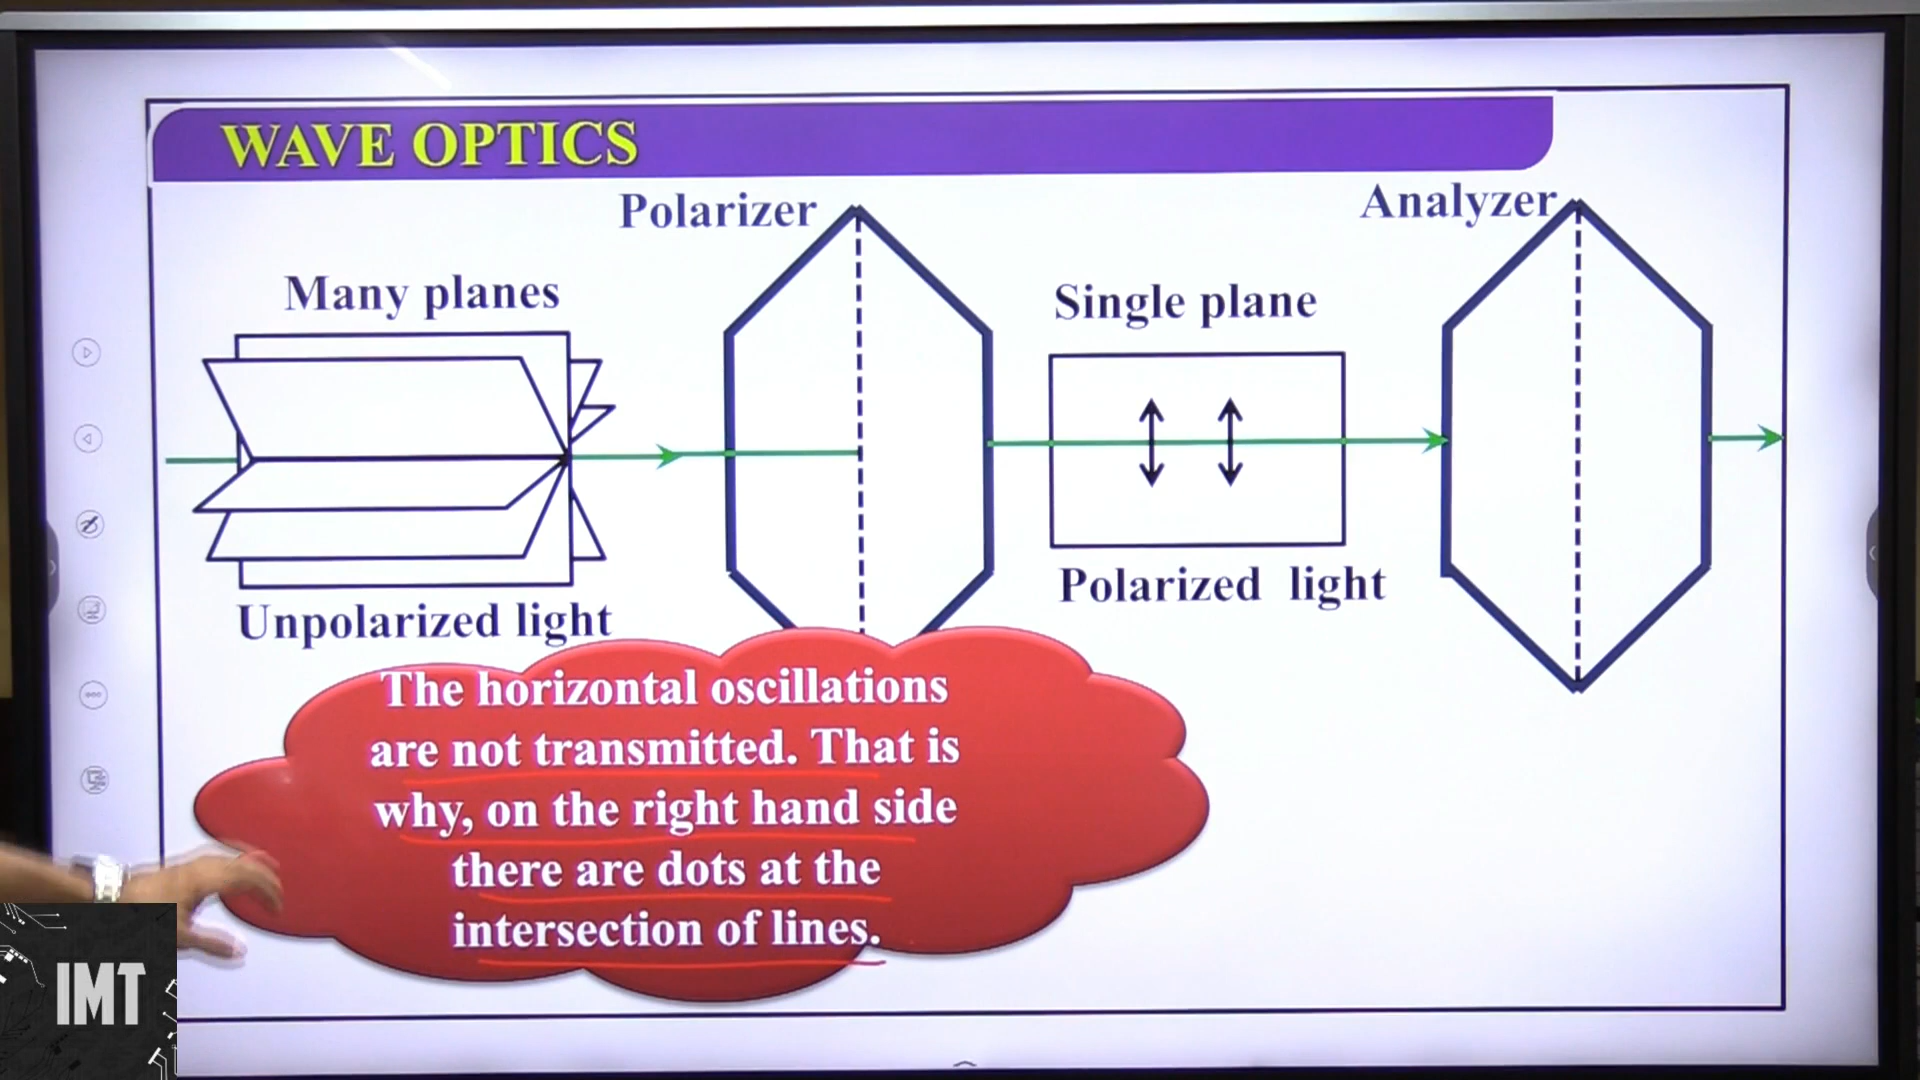 WAVE OPTICS
Polarizer
Analyzer
Many planes
Single plane
Unpolarized light
Polarized light
The horizontal oscillations
are not transmitted. That is
why, on the right hand side
there are dots at the
intersection of lines.
IMT